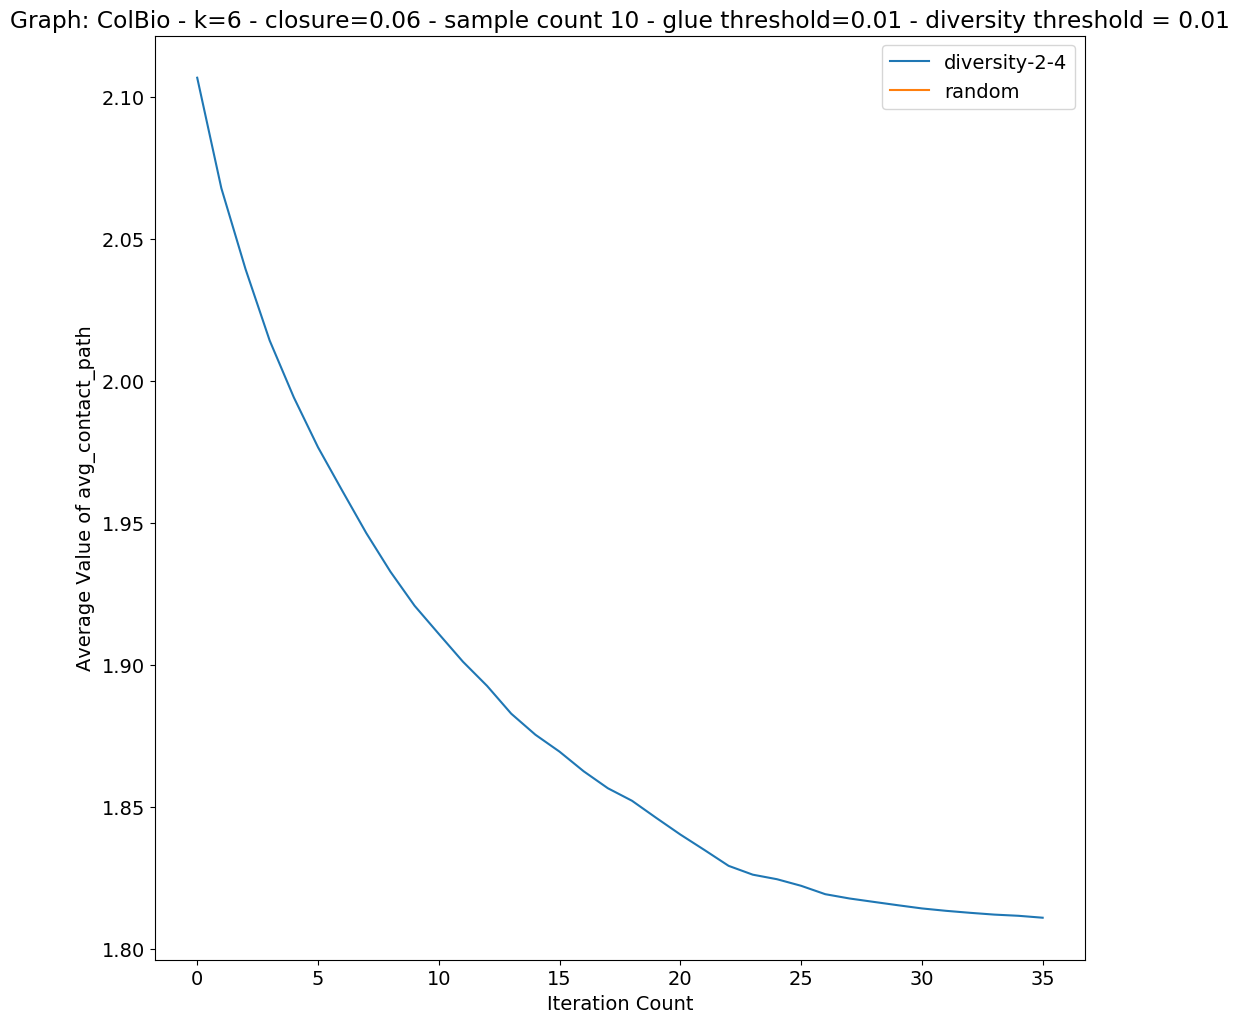 Graph: ColBio - k=6 - closure=0.06 - sample count 10 - glue threshold=0.01 - diversity threshold = 0.01
diversity-2-4
random
2.10
2.05
2.00
1.95
1.90
1.85
1.80
Average Value of avg_contact_path
0 5 10 15 20 25 30 35
Iteration Count